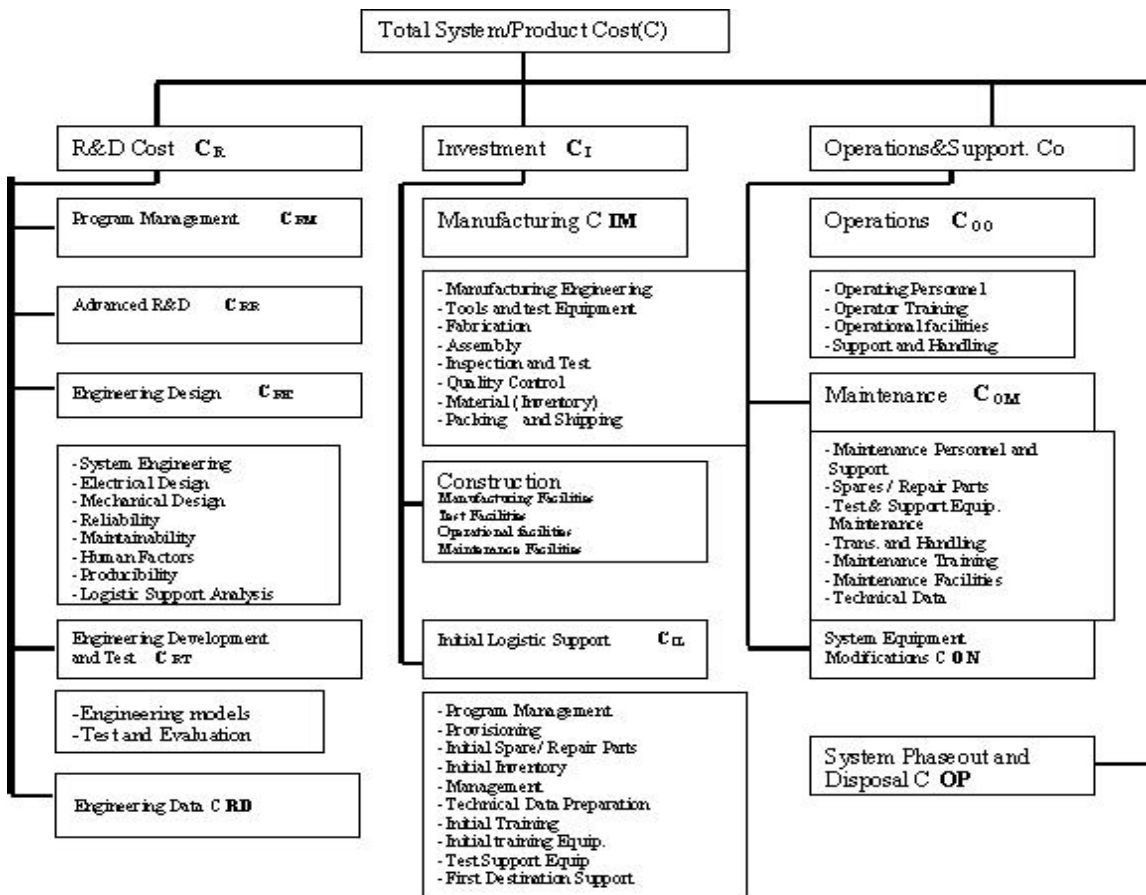 Total System/Product Cost(C)
R&D Cost C R
Program Management C RM
Advanced R&D C RR
Engineering Design C RE
- System Engineering
- Electrical Design
- Mechanical Design
- Reliability
- Maintainability
- Human Factors
- Producibility
- Logistic Support Analysis
Engineering Development
and Test C RT
-Engineering models
-Test and Evaluation
Engineering Data C RD
Investment C I
Manufacturing C IM
- Manufacturing Engineering
- Tools and test Equipment
- Fabrication
- Assembly
- Inspection and Test
- Quality Control
- Material (Inventory)
- Packing and Shipping
Construction
Manufacturing Facilities
Test Facilities
Operational facilities
Maintenance Facilities
Initial Logistic Support C IL
- Program Management
- Provisioning
- Initial Spare/ Repair Parts
- Initial Inventory
- Management
- Technical Data Preparation
- Initial Training
- Initial training Equip.
- Test Support Equip
- First Destination Support
Operations&Support. Co
Operations C OO
- Operating Personnel
- Operator Training
- Operational facilities
- Support and Handling
Maintenance C OM
- Maintenance Personnel and
Support
- Spares / Repair Parts
- Test & Support Equip.
Maintenance
- Trans. and Handling
- Maintenance Training
- Maintenance Facilities
- Technical Data
System Equipment
Modifications C ON
System Phaseout and
Disposal C OP